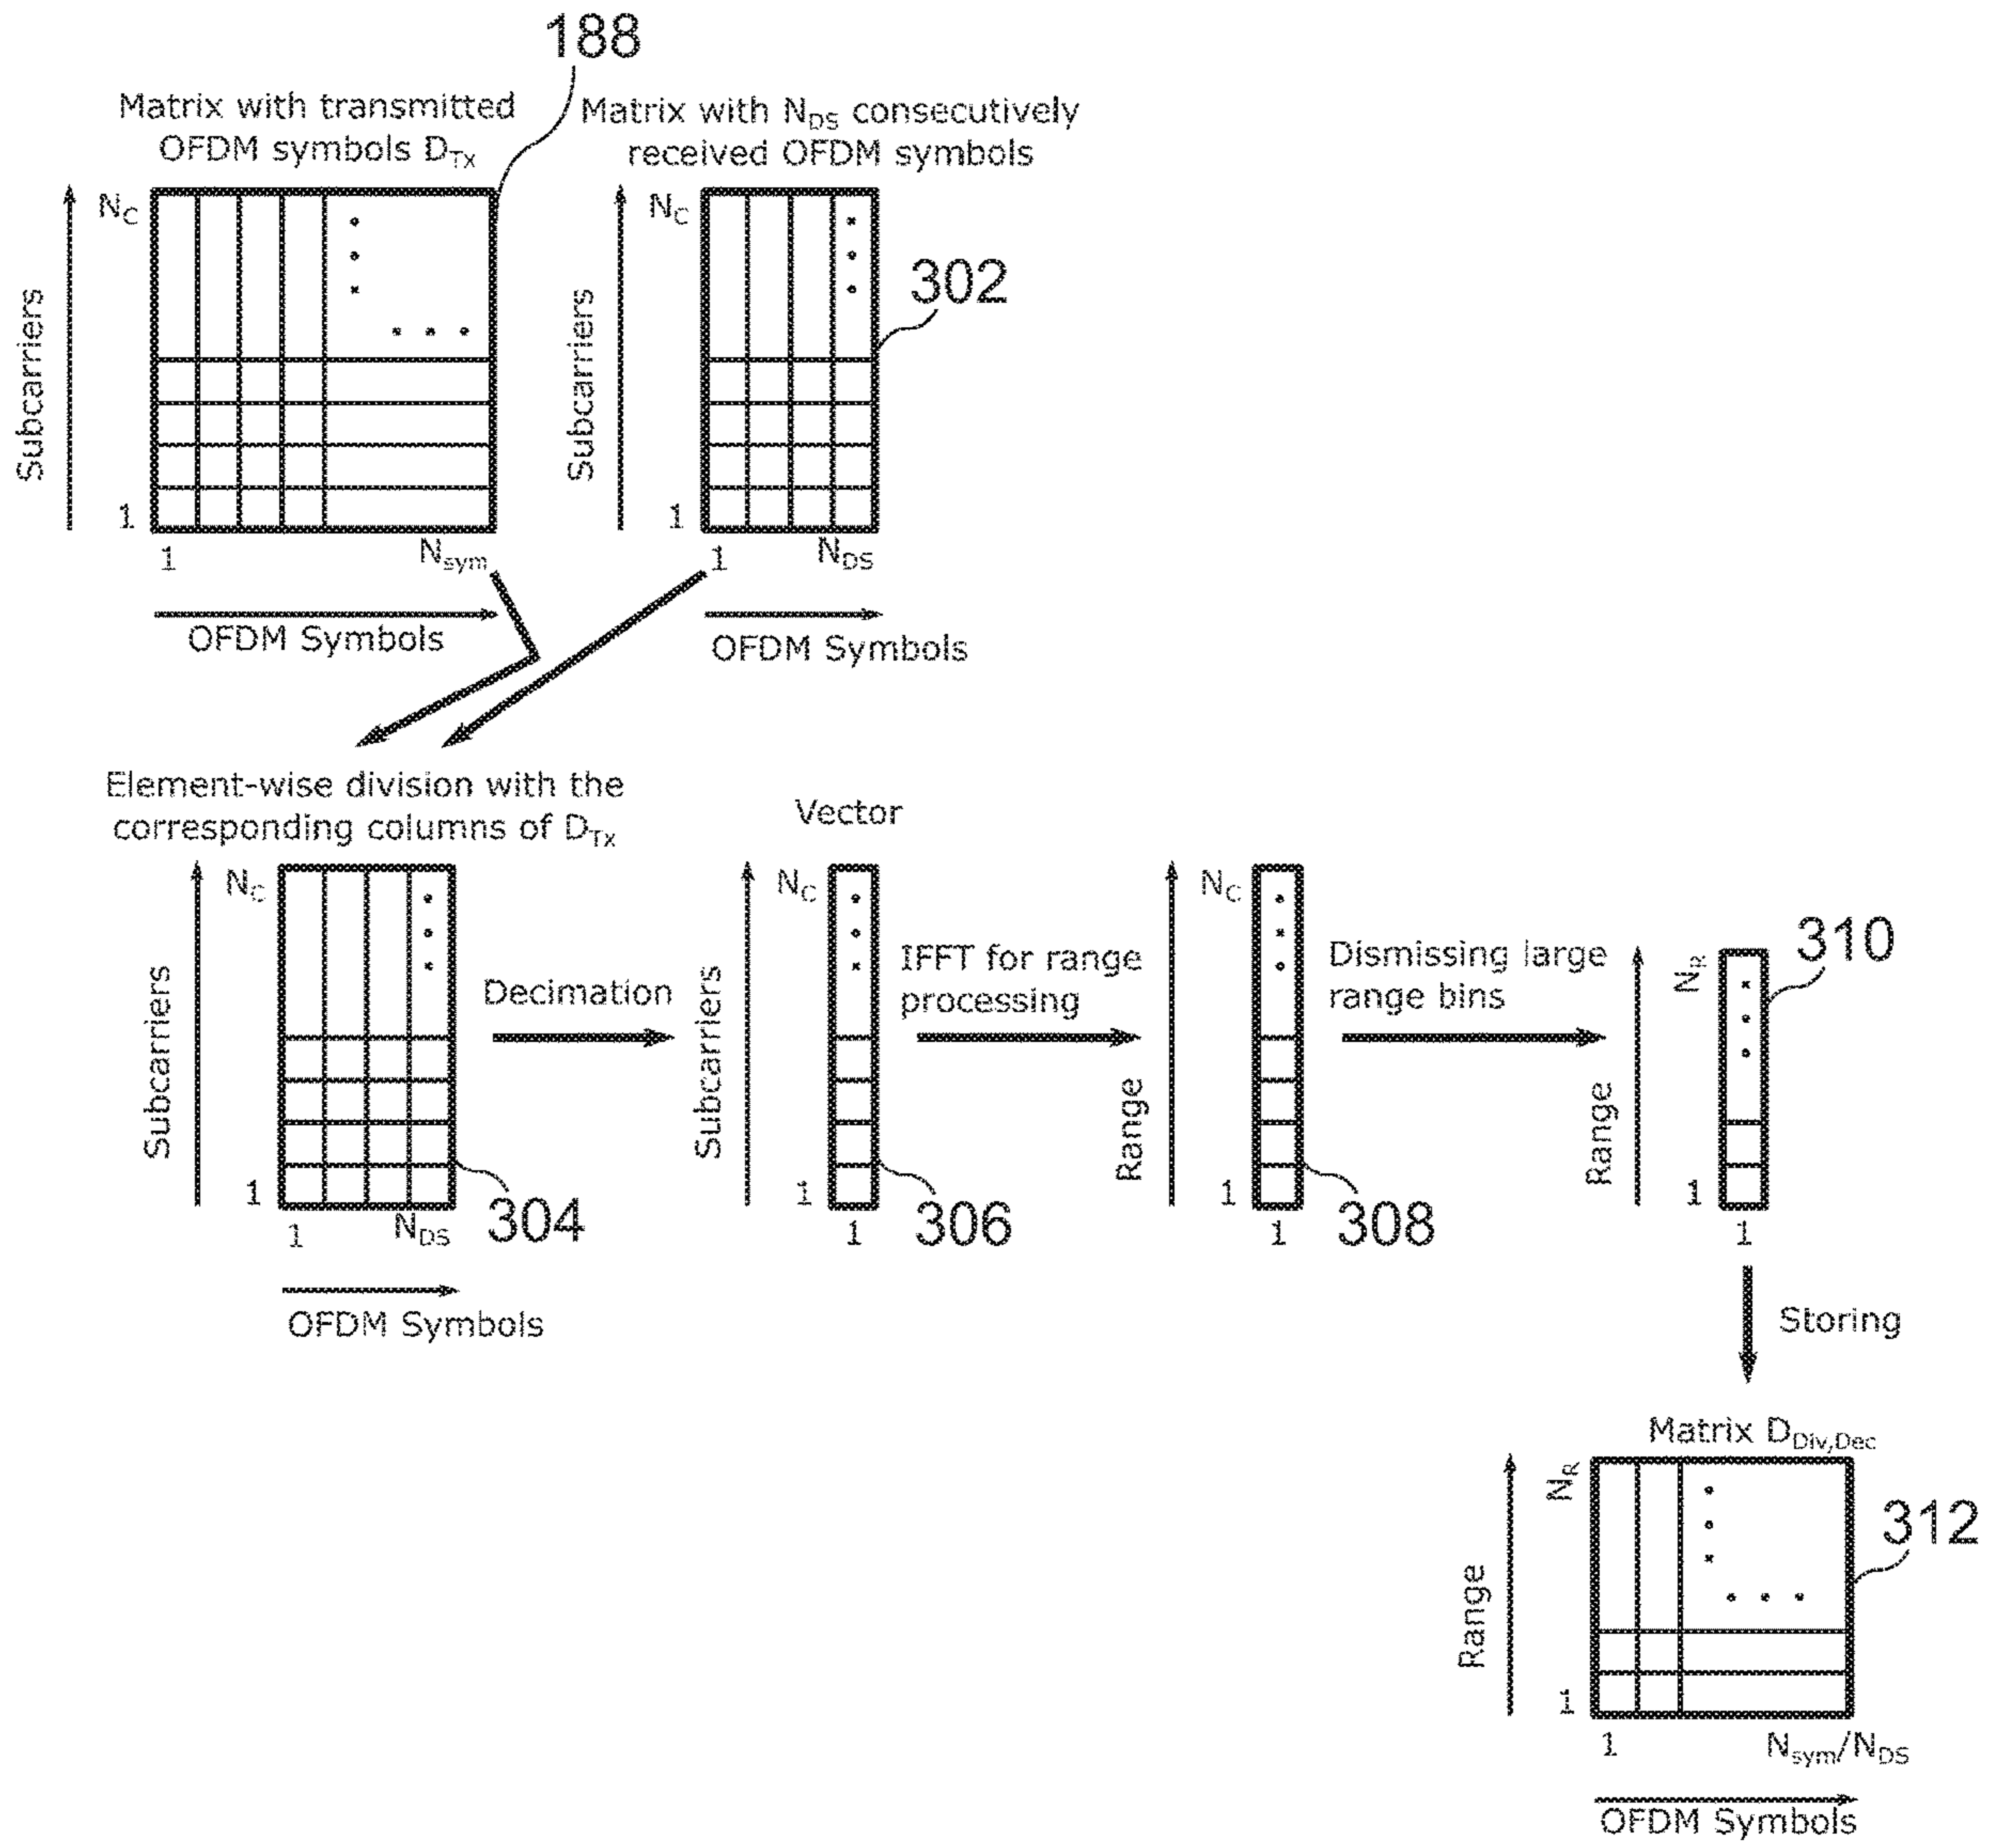 188
Matrix with transmitted
OFDM symbols D_Tx
Matrix with N_DS consecutively
received OFDM symbols
Subcarriers
N_C
1
1
N_sym
OFDM Symbols
Subcarriers
N_C
302
1
1
N_DS
OFDM Symbols
Element-wise division with the
corresponding columns of D_Tx
Subcarriers
N_C
1
1
N_DS
304
OFDM Symbols
Decimation
Vector
Subcarriers
N_C
1
1
306
IFFT for range
processing
Range
N_C
1
1
308
Dismissing large
range bins
Range
N_R
310
1
1
Storing
Matrix D_Div,Dec
Range
N_R
312
1
1
N_sym/N_DS
OFDM Symbols